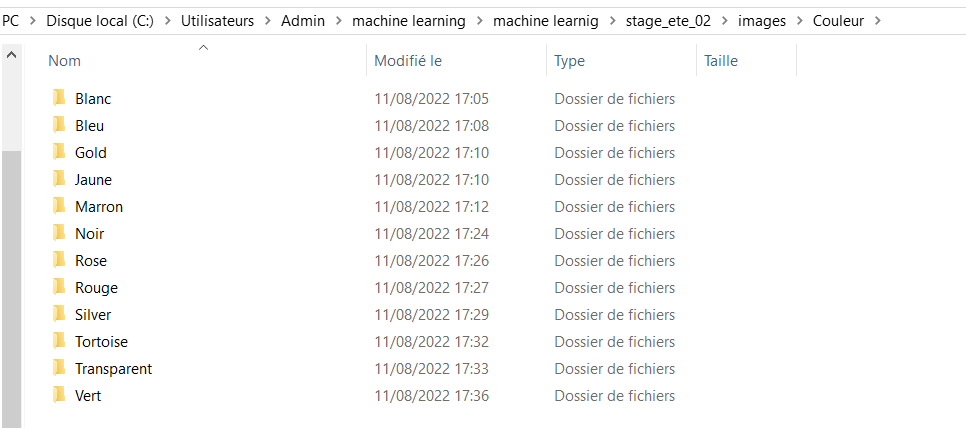 PC > Disque local (C:) > Utilisateurs > Admin > machine learning > machine learnig > stage_ete_02 > images > Couleur >
Nom Modifié le Type Taille
Blanc 11/08/2022 17:05 Dossier de fichiers
Bleu 11/08/2022 17:08 Dossier de fichiers
Gold 11/08/2022 17:10 Dossier de fichiers
Jaune 11/08/2022 17:10 Dossier de fichiers
Marron 11/08/2022 17:12 Dossier de fichiers
Noir 11/08/2022 17:24 Dossier de fichiers
Rose 11/08/2022 17:26 Dossier de fichiers
Rouge 11/08/2022 17:27 Dossier de fichiers
Silver 11/08/2022 17:29 Dossier de fichiers
Tortoise 11/08/2022 17:32 Dossier de fichiers
Transparent 11/08/2022 17:33 Dossier de fichiers
Vert 11/08/2022 17:36 Dossier de fichiers